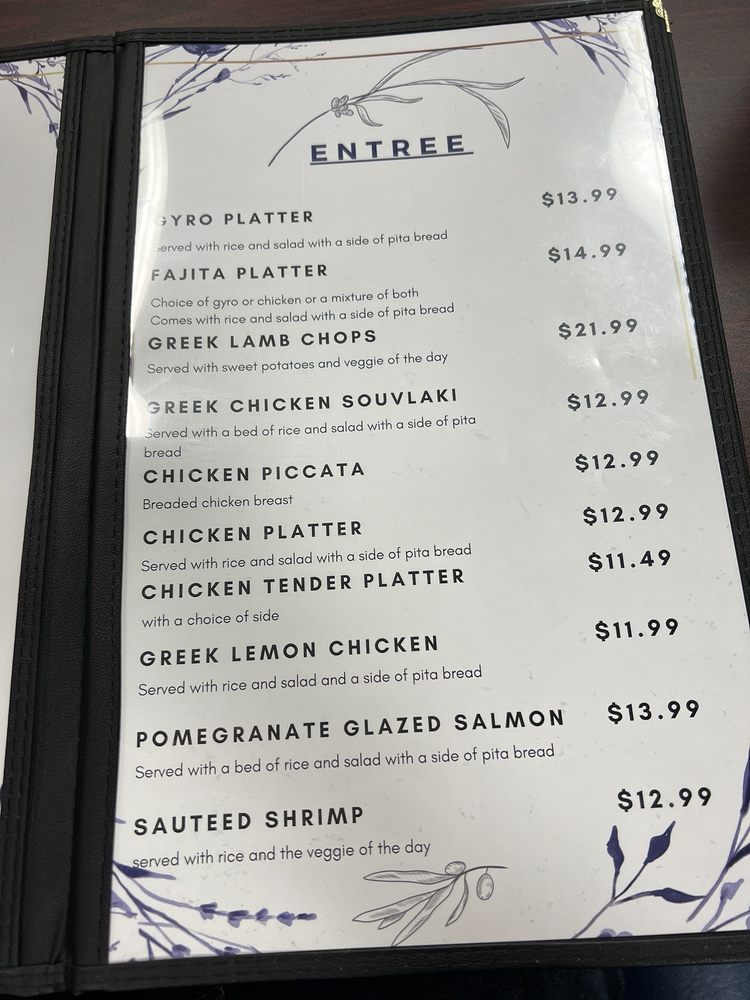 ENTREE
GYRO PLATTER $13.99
Served with rice and salad with a side of pita bread
FAJITA PLATTER $14.99
Choice of gyro or chicken or a mixture of both
Comes with rice and salad with a side of pita bread
GREEK LAMB CHOPS $21.99
Served with sweet potatoes and veggie of the day
GREEK CHICKEN SOUVLAKI $12.99
Served with a bed of rice and salad with a side of pita
bread
CHICKEN PICCATA $12.99
Breaded chicken breast
CHICKEN PLATTER $12.99
Served with rice and salad with a side of pita bread
CHICKEN TENDER PLATTER $11.49
with a choice of side
GREEK LEMON CHICKEN $11.99
Served with rice and salad and a side of pita bread
POMEGRANATE GLAZED SALMON $13.99
Served with a bed of rice and salad with a side of pita bread
SAUTEED SHRIMP $12.99
served with rice and the veggie of the day